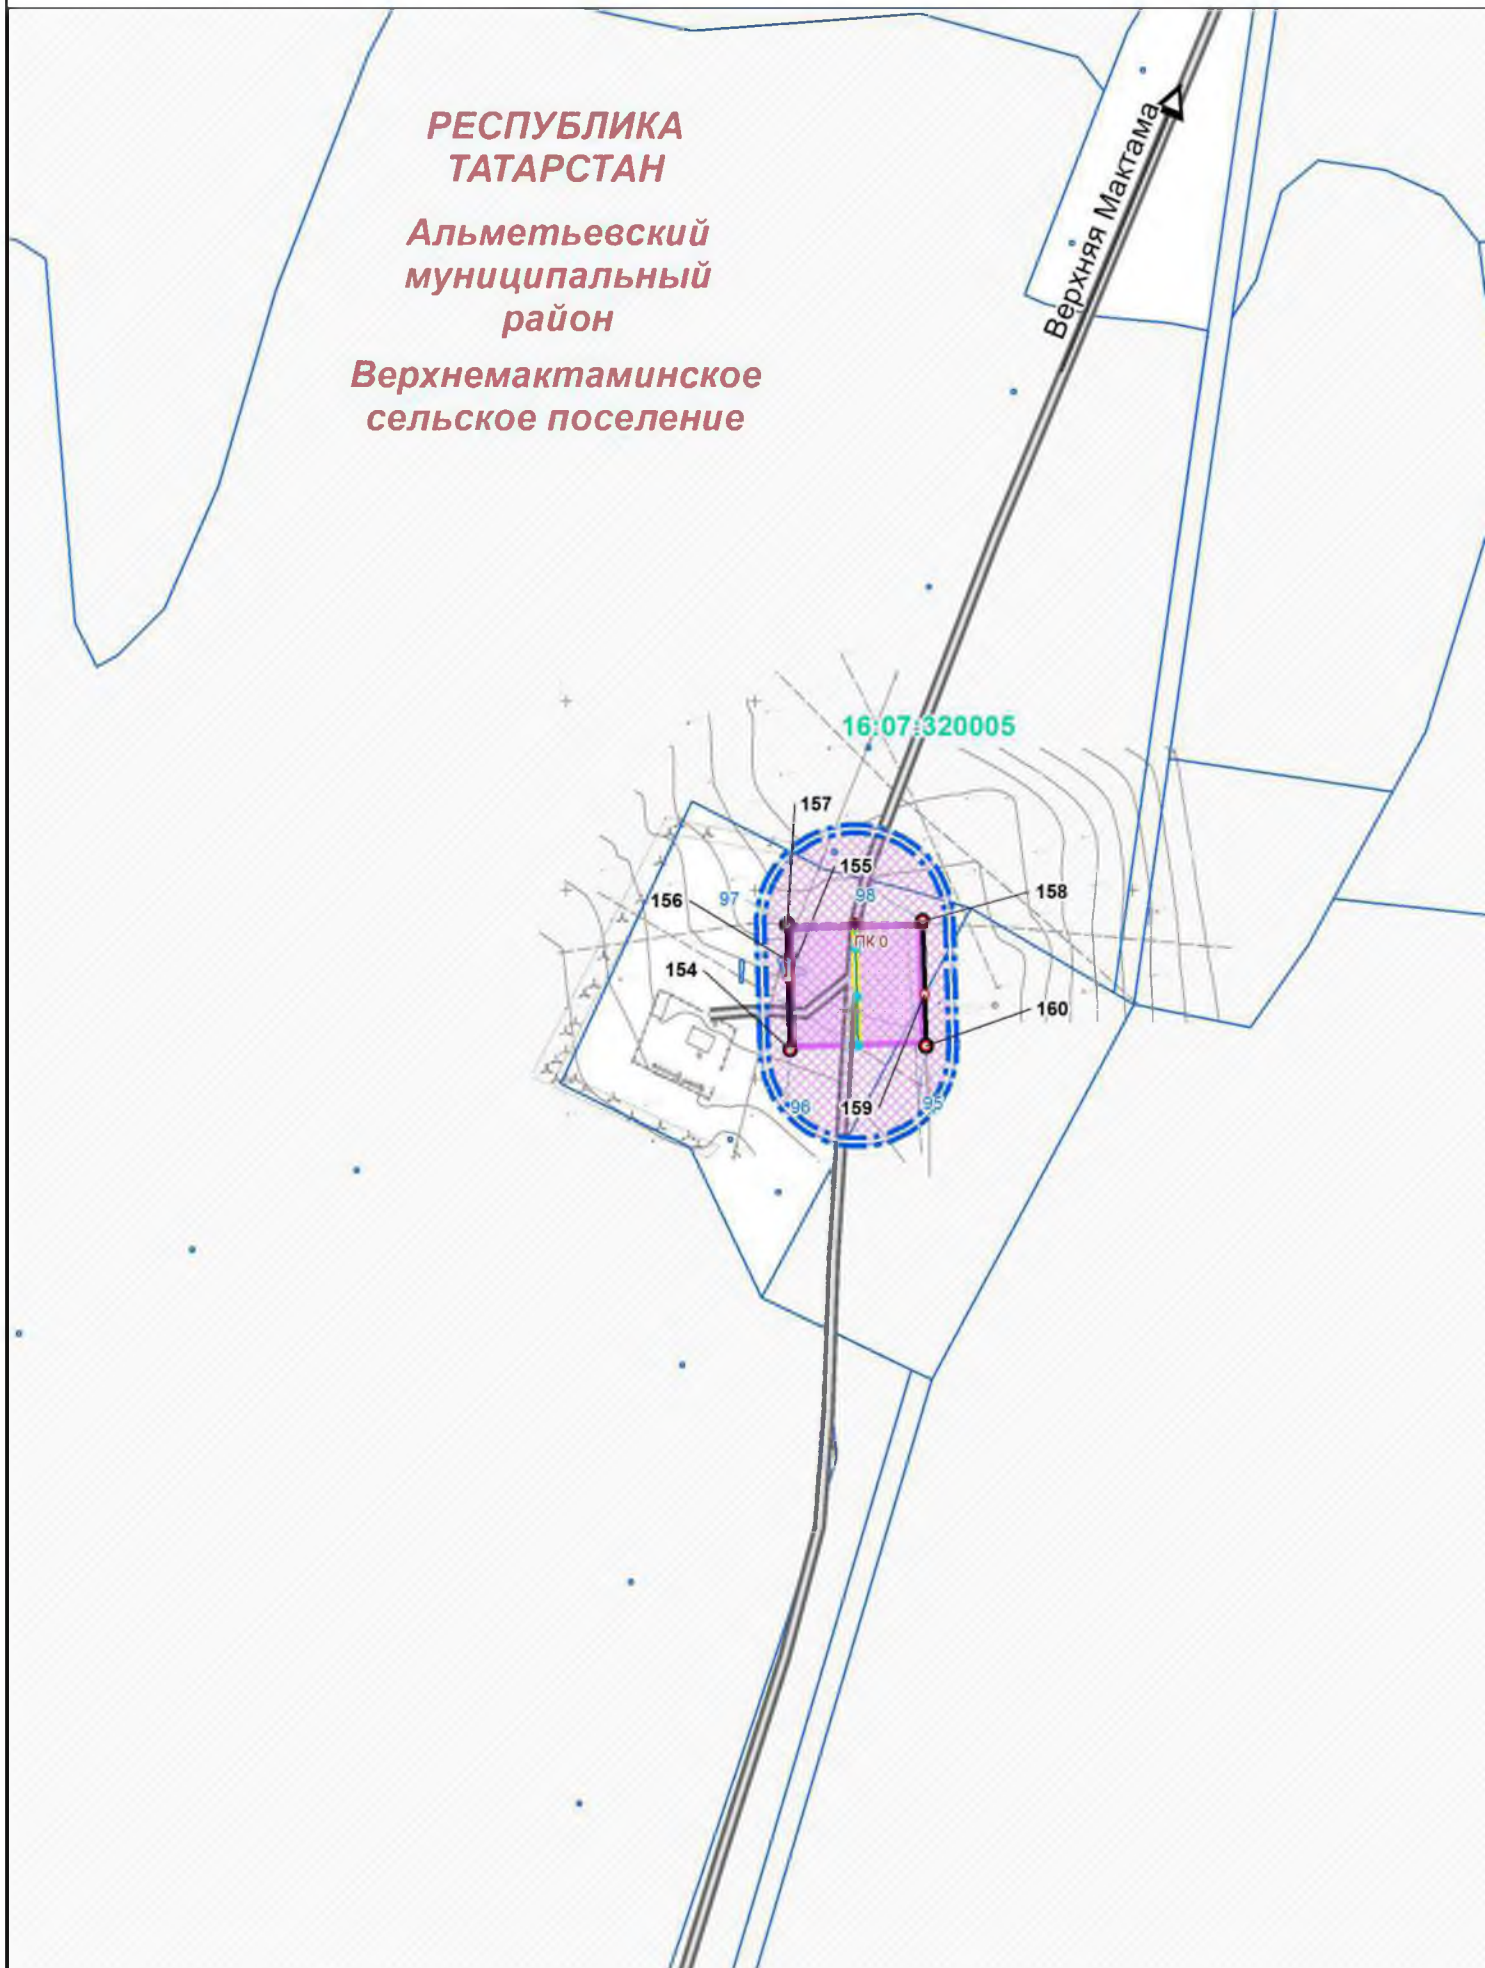 РЕСПУБЛИКА
ТАТАРСТАН
Альметьевский
муниципальный
район
Верхнемактаминское
сельское поселение
Верхняя Мактама
16:07:320005
157
155
158
156
97
98
ПК 0
154
160
96
159
95